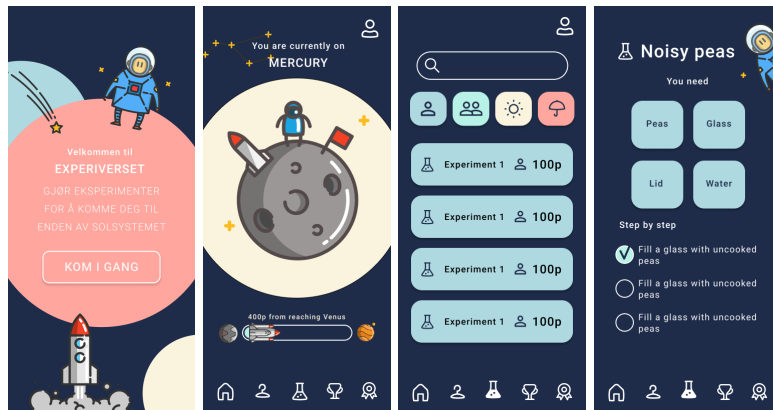 Velkommen til
EXPERIVERSET
GJØR EKSPERIMENTER
FOR Å KOMME DEG TIL
ENDEN AV SOLSYSTEMET
KOM I GANG
You are currently on
MERCURY
400p from reaching Venus
Experiment 1 100p
Experiment 1 100p
Experiment 1 100p
Experiment 1 100p
Noisy peas
You need
Peas
Glass
Lid
Water
Step by step
Fill a glass with uncooked
peas
Fill a glass with uncooked
peas
Fill a glass with uncooked
peas